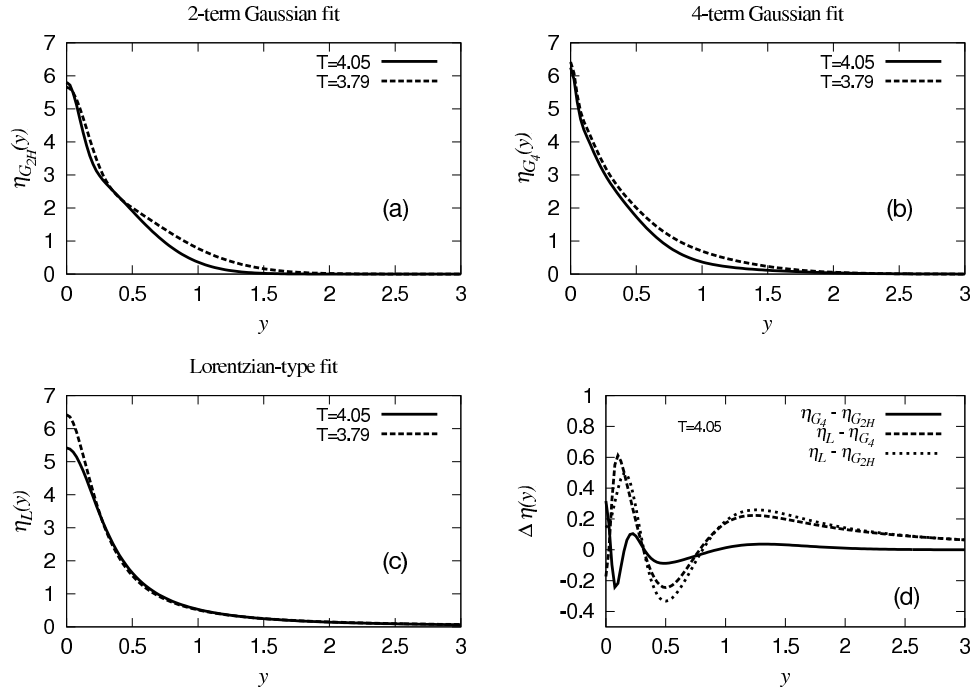 2-term Gaussian fit
7
6
5
4
3
2
1
0
η_{G_{2H}}(y)
T=4.05
T=3.79
(a)
0 0.5 1 1.5 2 2.5 3
y
4-term Gaussian fit
7
6
5
4
3
2
1
0
η_{G_4}(y)
T=4.05
T=3.79
(b)
0 0.5 1 1.5 2 2.5 3
y
Lorentzian-type fit
7
6
5
4
3
2
1
0
η_L(y)
T=4.05
T=3.79
(c)
0 0.5 1 1.5 2 2.5 3
y
1
0.8
0.6
0.4
0.2
0
-0.2
-0.4
Δ η(y)
T=4.05
η_{G_4} - η_{G_{2H}}
η_L - η_{G_4}
η_L - η_{G_{2H}}
(d)
0 0.5 1 1.5 2 2.5 3
y